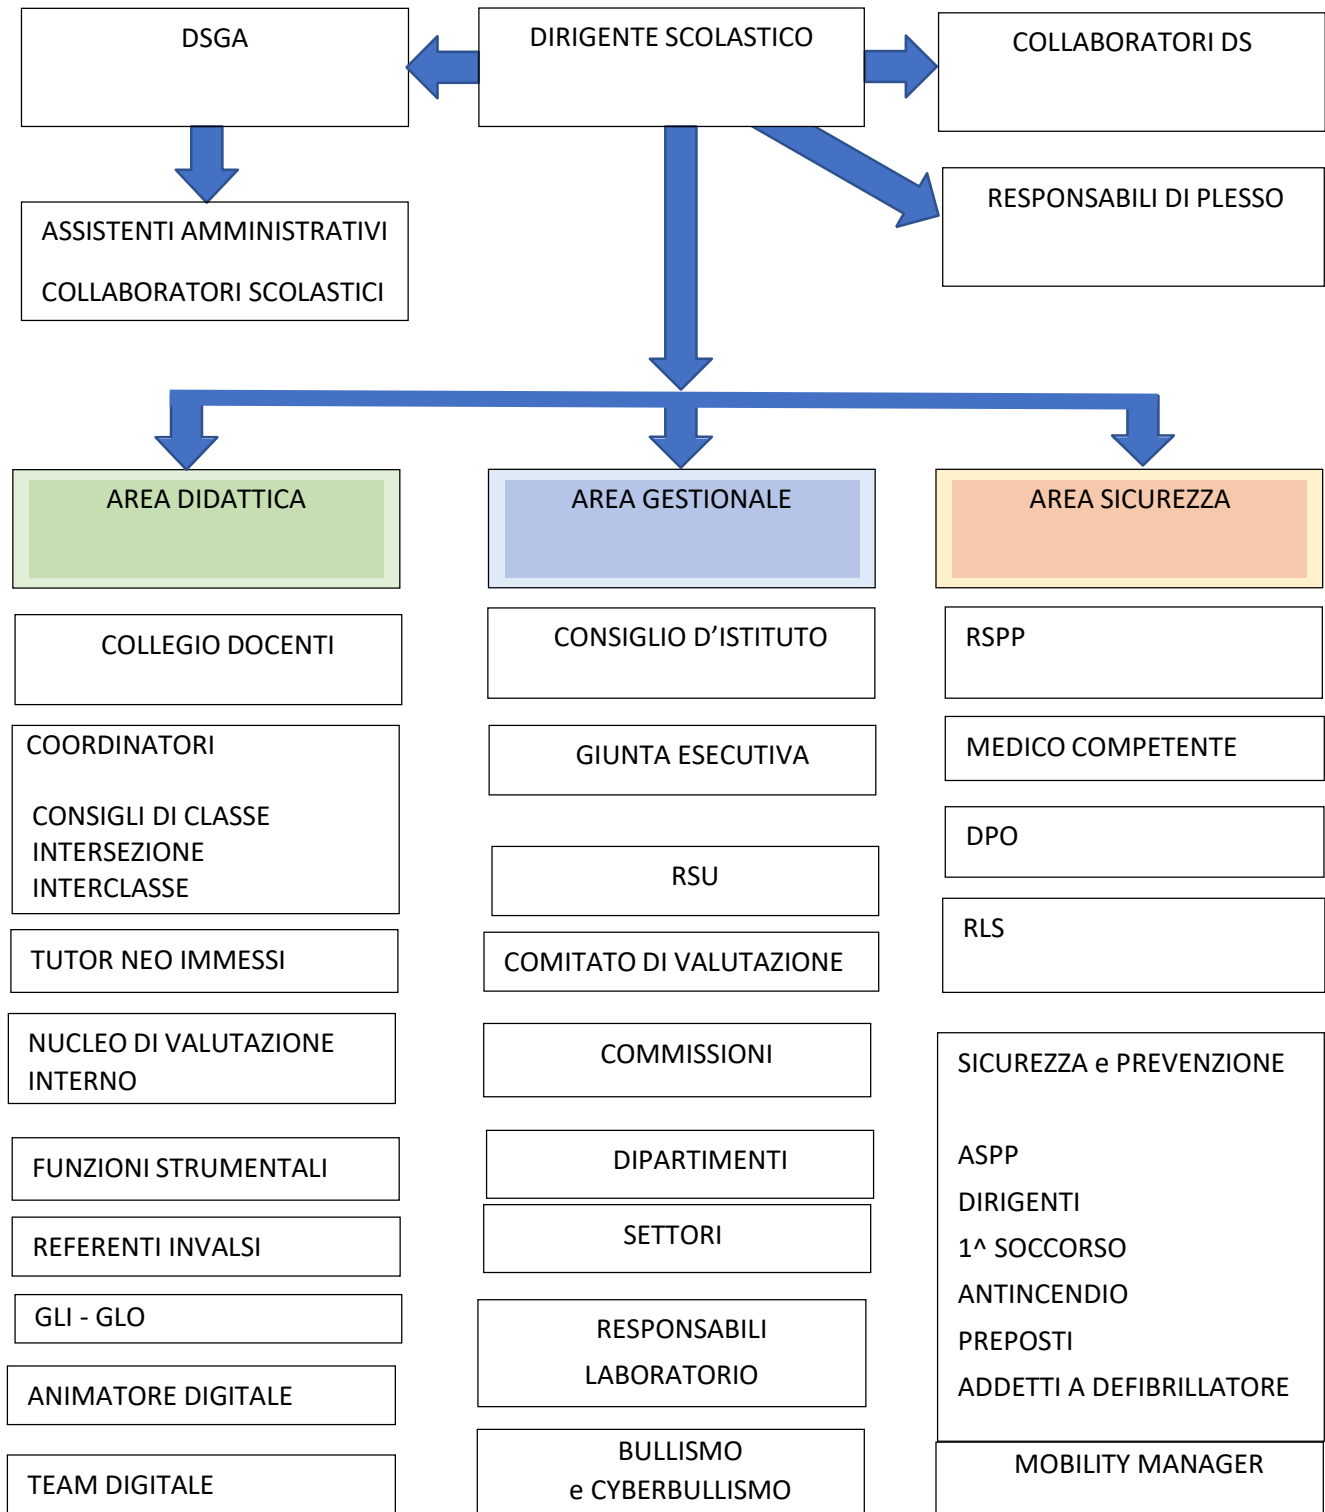 DSGA
DIRIGENTE SCOLASTICO
COLLABORATORI DS
RESPONSABILI DI PLESSO
ASSISTENTI AMMINISTRATIVI
COLLABORATORI SCOLASTICI
AREA DIDATTICA
COLLEGIO DOCENTI
COORDINATORI
CONSIGLI DI CLASSE
INTERSEZIONE
INTERCLASSE
TUTOR NEO IMMESSI
NUCLEO DI VALUTAZIONE
INTERNO
FUNZIONI STRUMENTALI
REFERENTI INVALSI
GLI - GLO
ANIMATORE DIGITALE
TEAM DIGITALE
AREA GESTIONALE
CONSIGLIO D’ISTITUTO
GIUNTA ESECUTIVA
RSU
COMITATO DI VALUTAZIONE
COMMISSIONI
DIPARTIMENTI
SETTORI
RESPONSABILI
LABORATORIO
BULLISMO
e CYBERBULLISMO
AREA SICUREZZA
RSPP
MEDICO COMPETENTE
DPO
RLS
SICUREZZA e PREVENZIONE
ASPP
DIRIGENTI
1^ SOCCORSO
ANTINCENDIO
PREPOSTI
ADDETTI A DEFIBRILLATORE
MOBILITY MANAGER